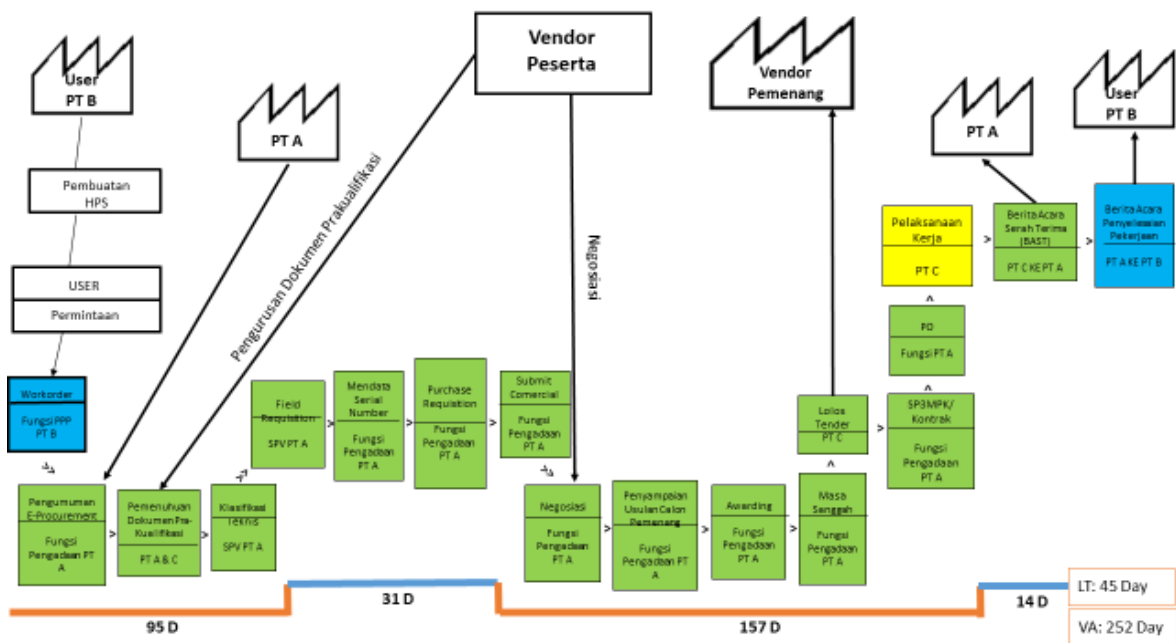 User
PT B
Pembuatan
HPS
USER
Permintaan
Workorder
Fungsi PPP
PT B
PT A
Vendor
Peserta
Pengurusan Dokumen Prakualifikasi
Negosiasi
Vendor
Pemenang
PT A
User
PT B
Pengumuman
E-Procurement
Fungsi
Pengadaan PT
A
Pemenuhan
Dokumen Pra-
Kualifikasi
PT A & C
Klasifikasi
Teknis
SPV PT A
Field
Requisition
SPV PT A
Mendata
Serial
Number
Fungsi
Pengadaan
PT A
Purchase
Requisition
Fungsi
Pengadaan
PT A
Submit
Comercial
Fungsi
Pengadaan
PT A
Negosiasi
Fungsi
Pengadaan
PT A
Penyampaian
Usulan Calon
Pemenang
Fungsi
Pengadaan PT
A
Awarding
Fungsi
Pengadaan
PT A
Masa
Sanggah
Fungsi
Pengadaan
PT A
Lolos
Tender
PT C
SP3MPK/
Kontrak
Fungsi
Pengadaan
PT A
PO
Fungsi PT A
Pelaksanaan
Kerja
PT C
Berita Acara
Serah Terima
(BAST)
PT C KE PT A
Berita Acara
Penyelesaian
Pekerjaan
PT A KE PT B
95 D
31 D
157 D
14 D
LT: 45 Day
VA: 252 Day